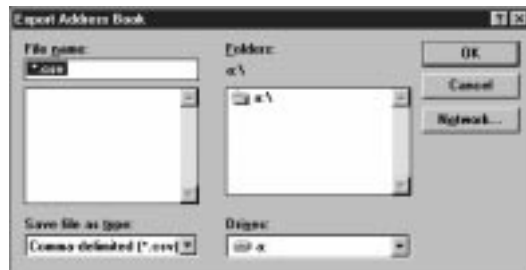 Export Address Book
File name:
*.csv
Folders:
a:\
a:\
OK
Cancel
Network...
Save file as type:
Comma delimited (*.csv)
Drives:
a: